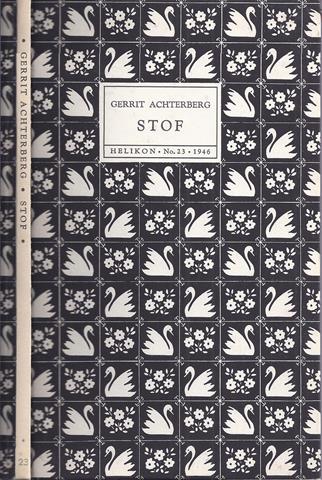 GERRIT ACHTERBERG • STOF
23
GERRIT ACHTERBERG
STOF
HELIKON • No. 23 • 1946